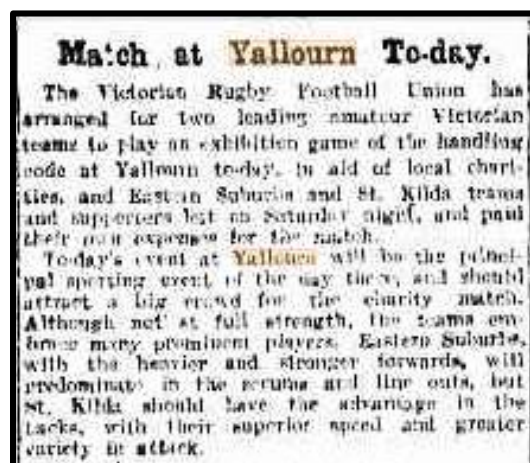 Match at Yallourn To-day.
The Victorian Rugby Football Union has
arranged for two leading amateur Victorian
teams to play an exhibition game of the handling
code at Yallourn to-day, in aid of local chari-
ties, and Eastern Suburbs and St. Kilda teams
and supporters left on Saturday night, and paid
their own expenses for the match.
To-day's event at Yallourn will be the princi-
pal sporting event of the day there, and should
attract a big crowd for the charity match.
Although not at full strength, the teams em-
brace many prominent players. Eastern Suburbs,
with the heavier and stronger forwards, will
predominate in the scrums and line outs, but
St. Kilda should have the advantage in the
backs, with their superior speed and greater
variety in attack.